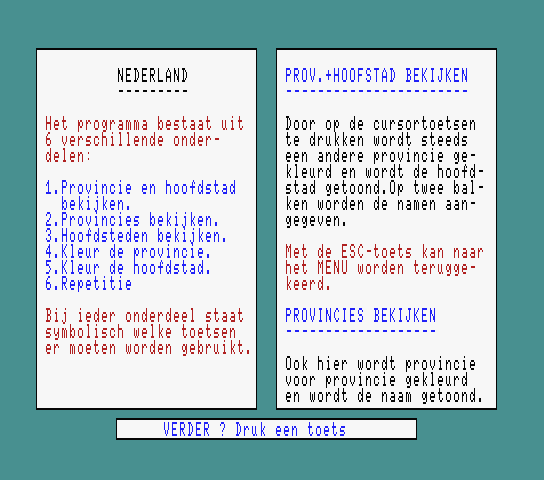 NEDERLAND
---------
Het programma bestaat uit
6 verschillende onder-
delen:
1.Provincie en hoofdstad
bekijken.
2.Provincies bekijken.
3.Hoofdsteden bekijken.
4.Kleur de provincie.
5.Kleur de hoofdstad.
6.Repetitie
Bij ieder onderdeel staat
symbolisch welke toetsen
er moeten worden gebruikt.
PROV.+HOOFSTAD BEKIJKEN
-----------------------
Door op de cursortoetsen
te drukken wordt steeds
een andere provincie ge-
kleurd en wordt de hoofd-
stad getoond.Op twee bal-
ken worden de namen aan-
gegeven.
Met de ESC-toets kan naar
het MENU worden terugge-
keerd.
PROVINCIES BEKIJKEN
-------------------
Ook hier wordt provincie
voor provincie gekleurd
en wordt de naam getoond.
VERDER ? Druk een toets